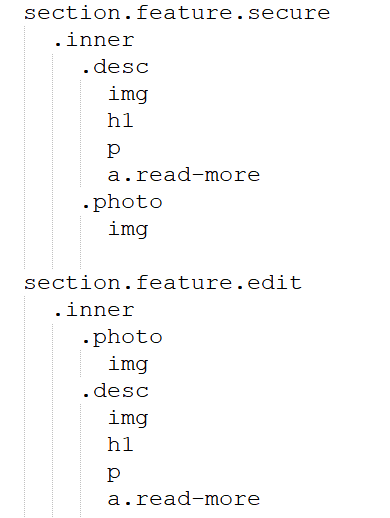 section.feature.secure
.inner
.desc
img
h1
p
a.read-more
.photo
img
section.feature.edit
.inner
.photo
img
.desc
img
h1
p
a.read-more